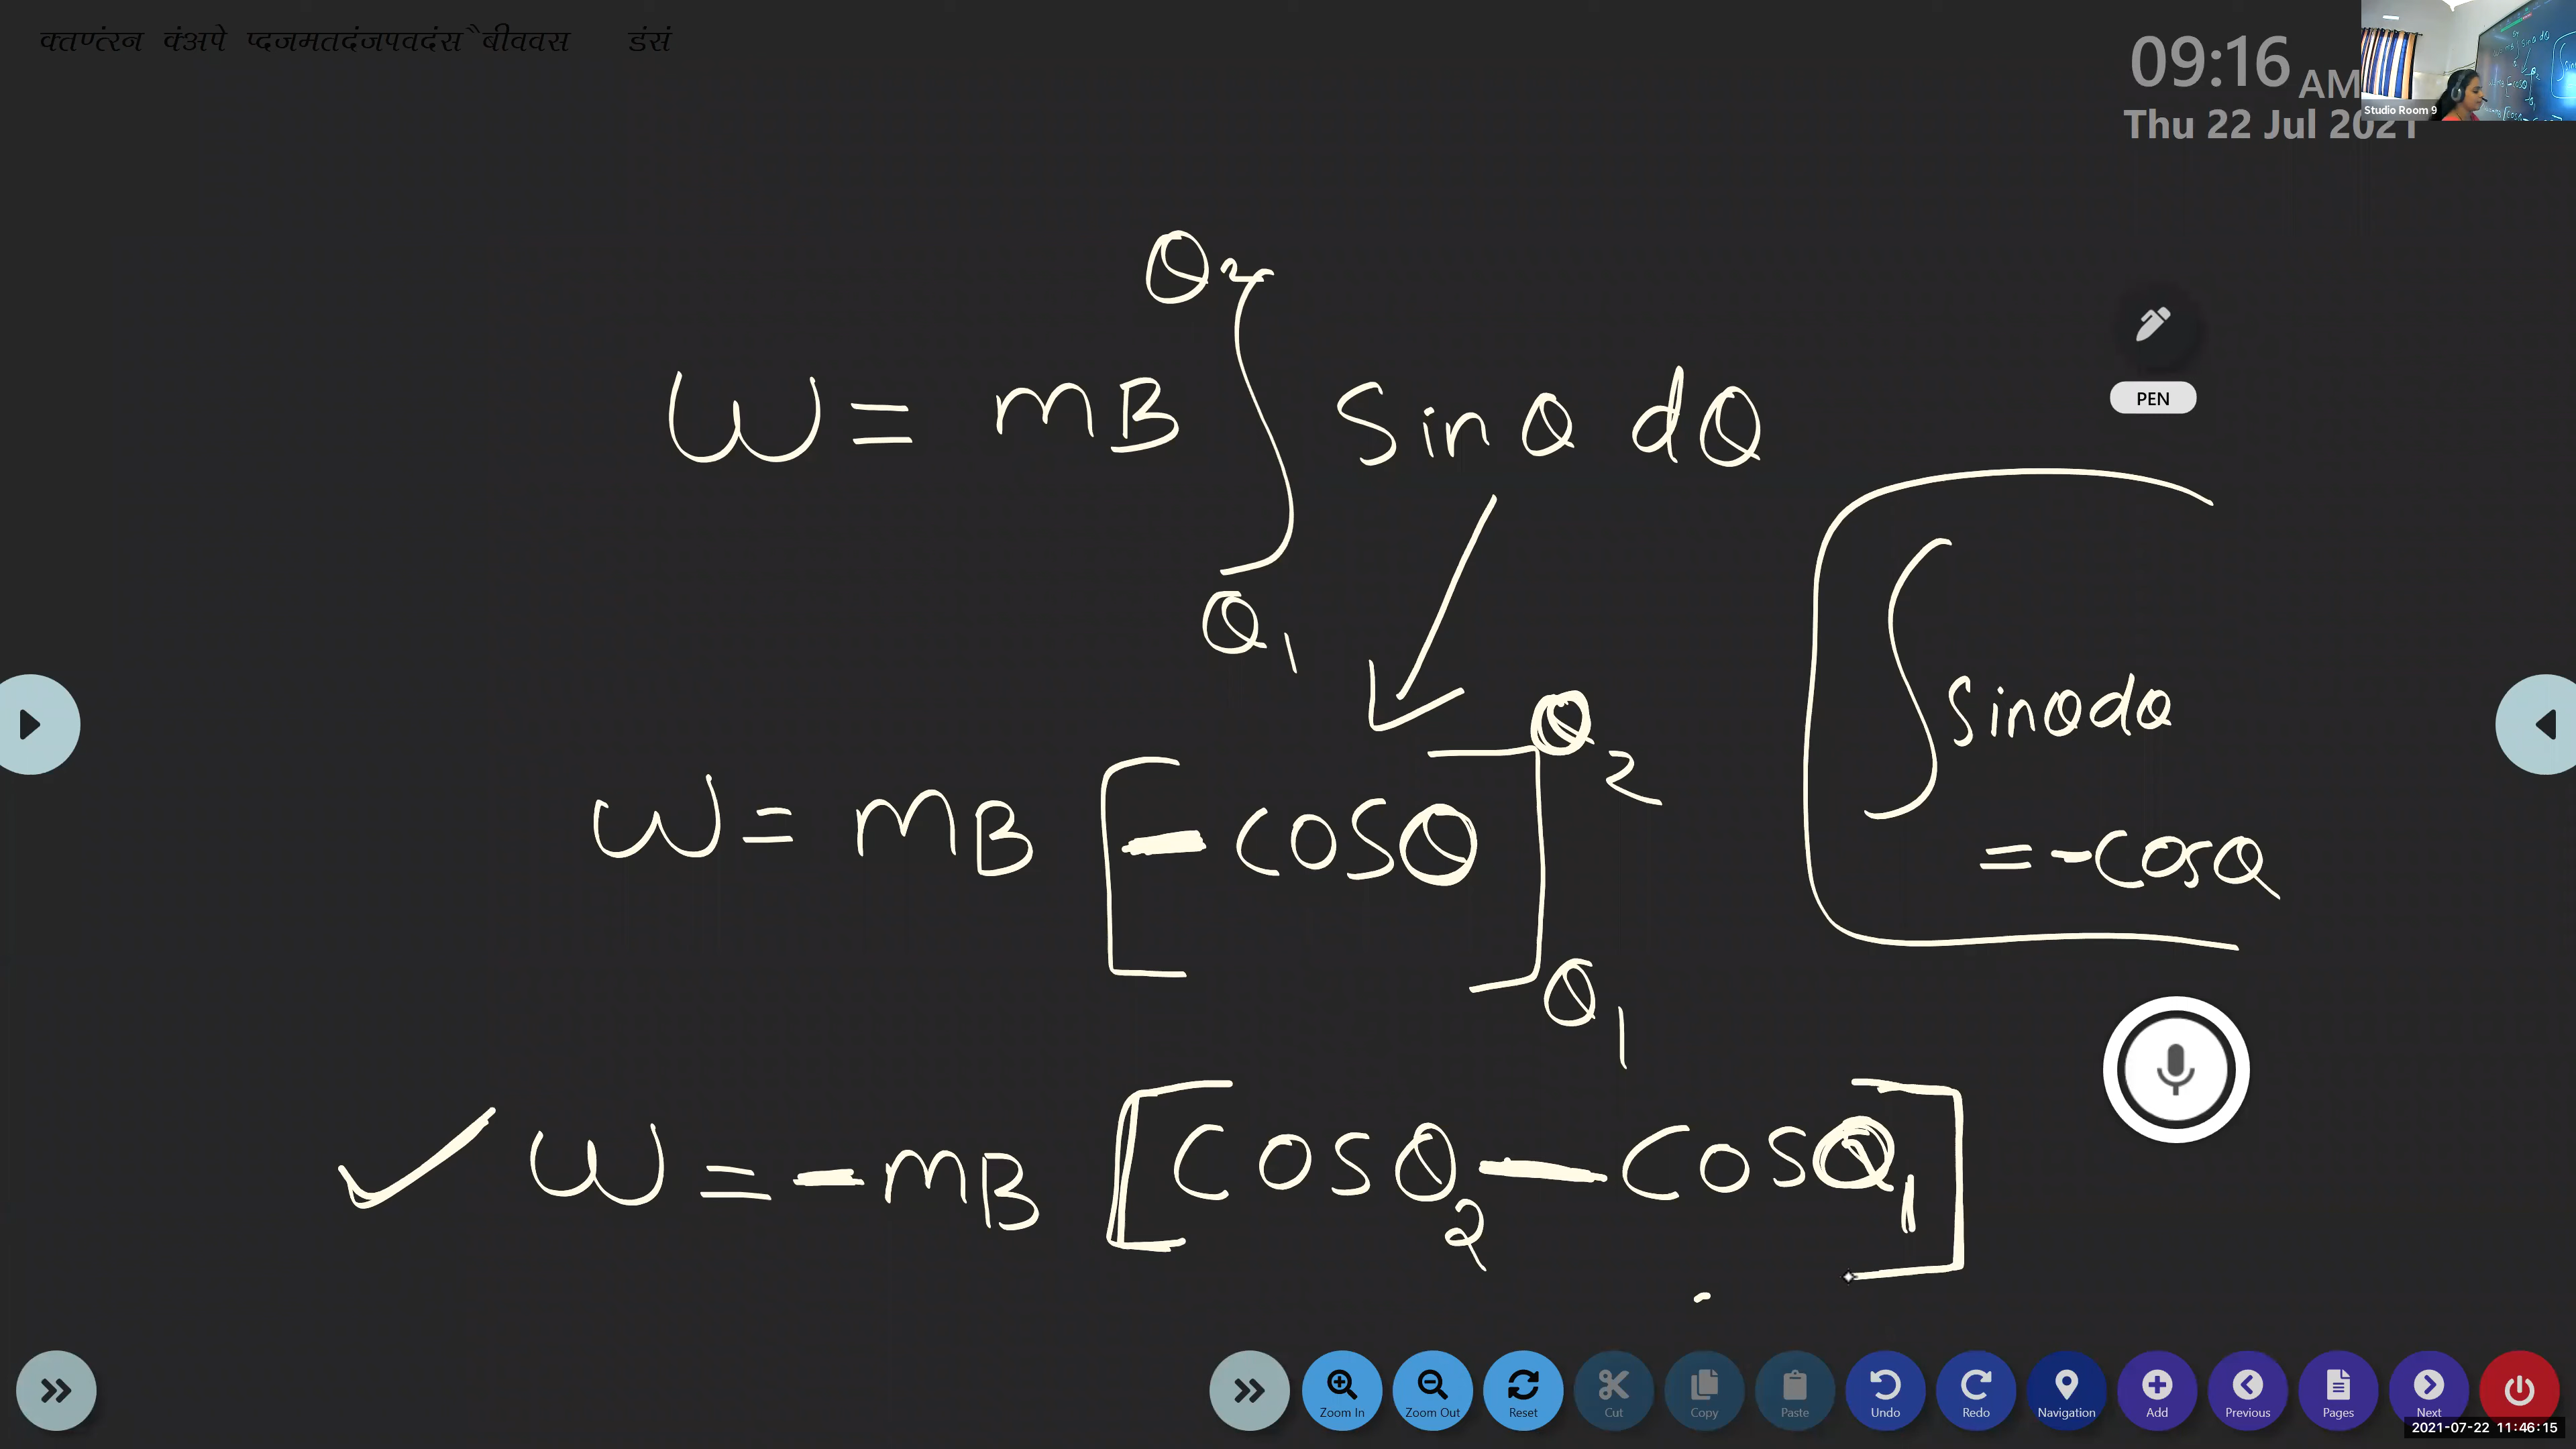 क्तण्तंरन कंअपे प्दजमतदंजपवदंस ैबीववस डंसं
09:16 AM
Thu 22 Jul 2021
Studio Room 9
PEN
W = mB ∫θ₁^θ₂ sinθ dθ
W = mB [-cosθ]θ₁^θ₂
∫ sinθdθ
= -cosθ
✓ W = -mB [cosθ₂ - cosθ₁]
Zoom In Zoom Out Reset Cut Copy Paste Undo Redo Navigation Add Previous Pages Next
2021-07-22 11:46:15